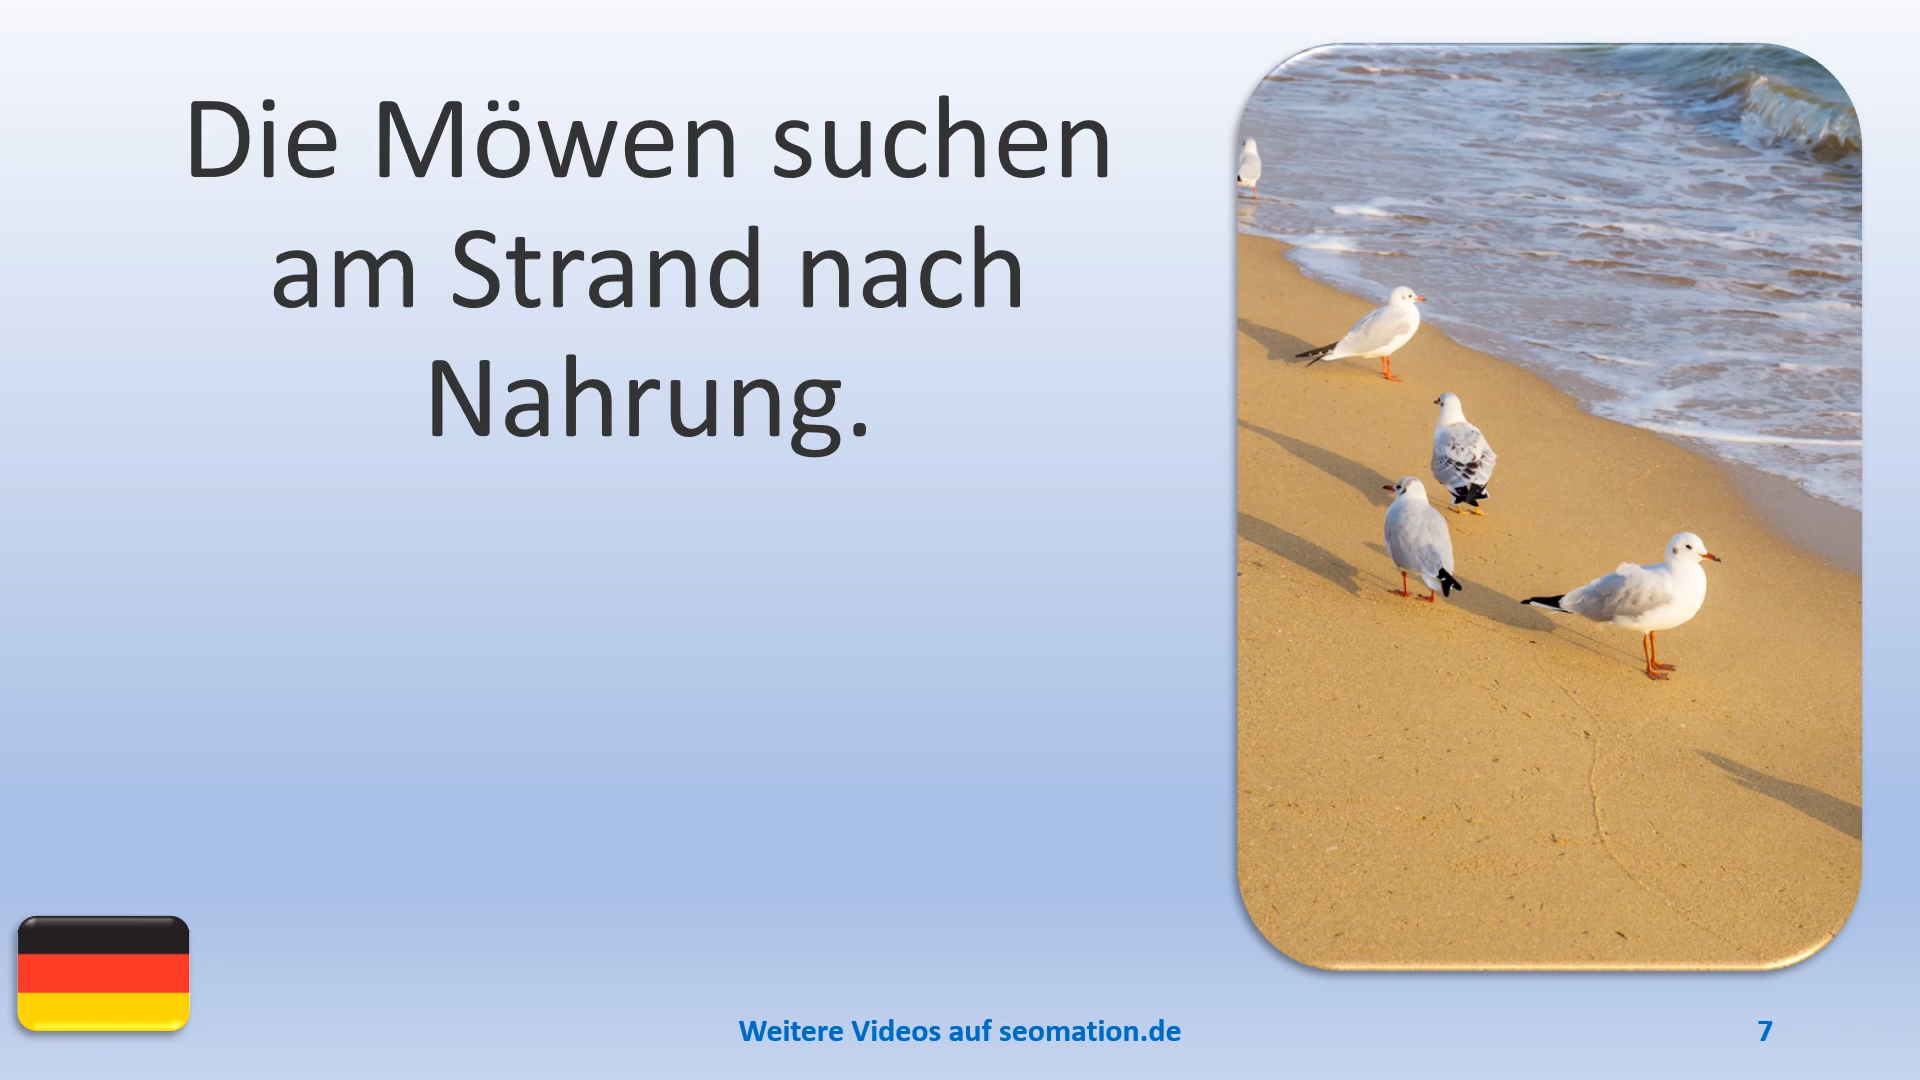 Die Möwen suchen
am Strand nach
Nahrung.
Weitere Videos auf seomation.de
7